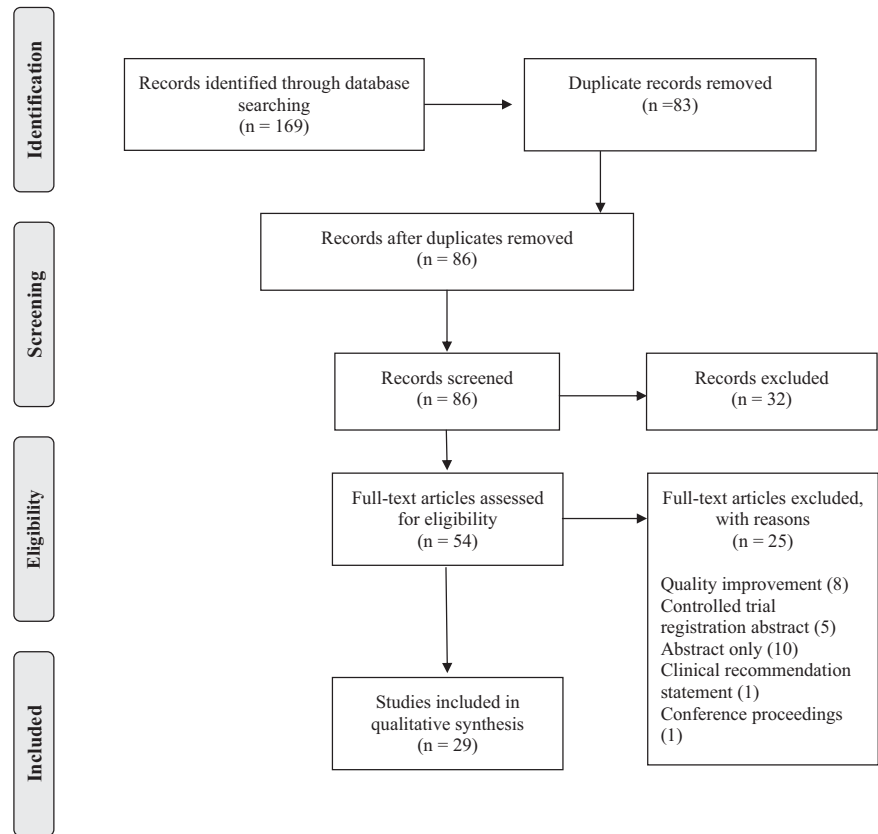 Identification
Records identified through database
searching
(n = 169)
Duplicate records removed
(n =83)
Screening
Records after duplicates removed
(n = 86)
Records screened
(n = 86)
Records excluded
(n = 32)
Eligibility
Full-text articles assessed
for eligibility
(n = 54)
Full-text articles excluded,
with reasons
(n = 25)
Quality improvement (8)
Controlled trial
registration abstract (5)
Abstract only (10)
Clinical recommendation
statement (1)
Conference proceedings
(1)
Included
Studies included in
qualitative synthesis
(n = 29)